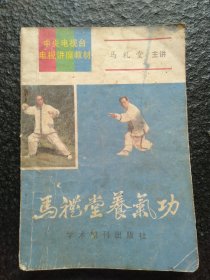 中央电视台
电视讲座教材
马礼堂 主讲
馬禮堂養氣功
学术期刊出版社